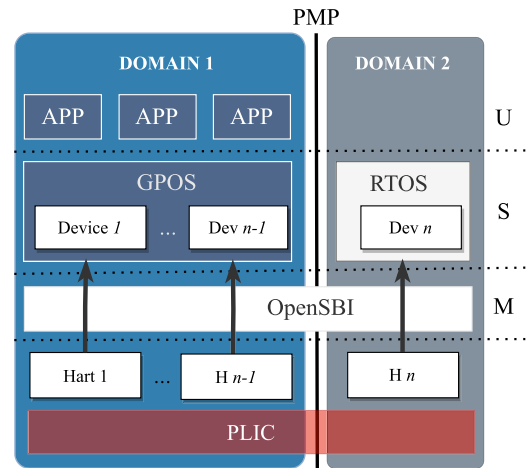 PMP
DOMAIN 1
DOMAIN 2
APP APP APP
U
GPOS
RTOS
Device 1 ... Dev n-1
Dev n
S
OpenSBI
M
Hart 1 ... H n-1
H n
PLIC